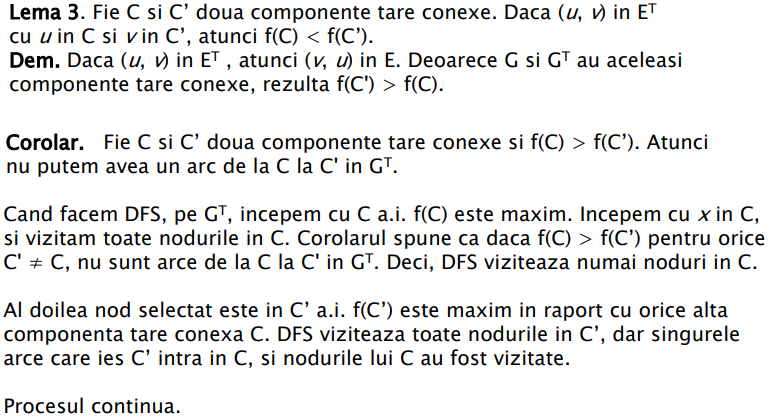 Lema 3. Fie C si C’ doua componente tare conexe. Daca (u, v) in Eᵀ
cu u in C si v in C’, atunci f(C) < f(C’).
Dem. Daca (u, v) in Eᵀ , atunci (v, u) in E. Deoarece G si Gᵀ au aceleasi
componente tare conexe, rezulta f(C') > f(C).
Corolar. Fie C si C’ doua componente tare conexe si f(C) > f(C’). Atunci
nu putem avea un arc de la C la C' in Gᵀ.
Cand facem DFS, pe Gᵀ, incepem cu C a.i. f(C) este maxim. Incepem cu x in C,
si vizitam toate nodurile in C. Corolarul spune ca daca f(C) > f(C’) pentru orice
C' ≠ C, nu sunt arce de la C la C' in Gᵀ. Deci, DFS viziteaza numai noduri in C.
Al doilea nod selectat este in C’ a.i. f(C’) este maxim in raport cu orice alta
componenta tare conexa C. DFS viziteaza toate nodurile in C’, dar singurele
arce care ies C’ intra in C, si nodurile lui C au fost vizitate.
Procesul continua.